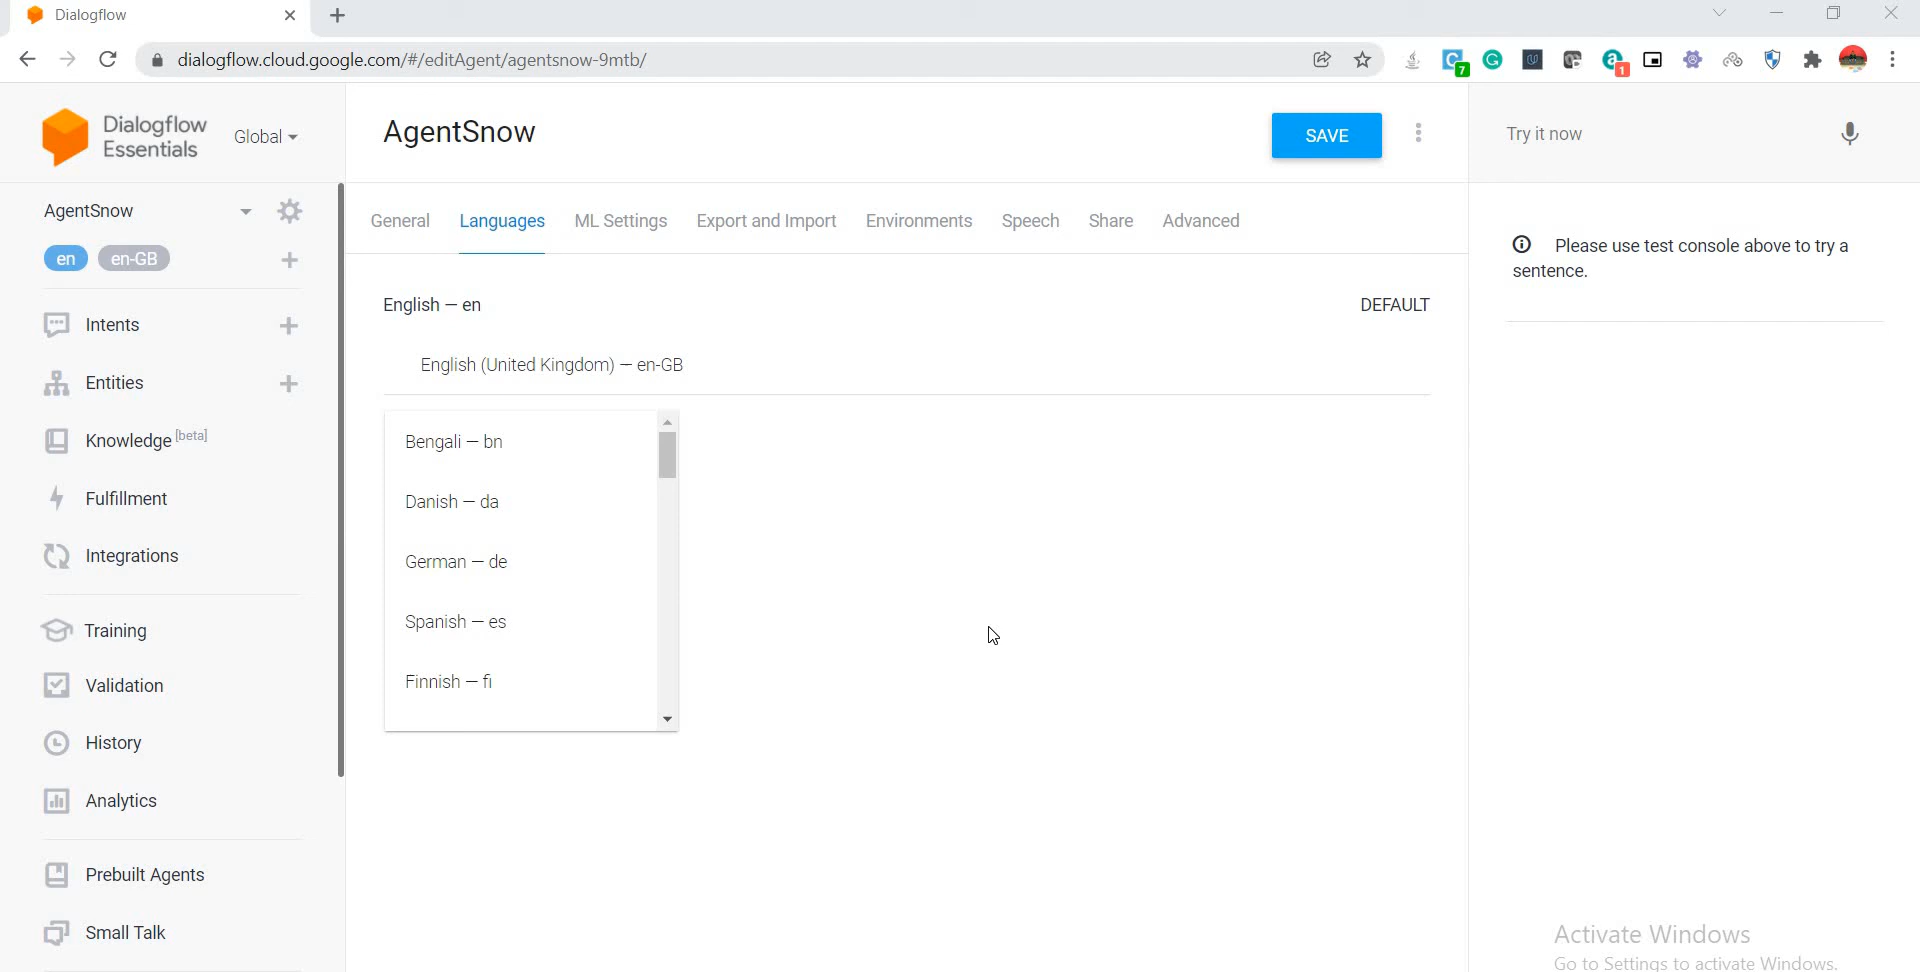 Dialogflow
dialogflow.cloud.google.com/#/editAgent/agentsnow-9mtb/
7
1
Dialogflow
Essentials
Global
AgentSnow
SAVE
Try it now
AgentSnow
en
en-GB
General
Languages
ML Settings
Export and Import
Environments
Speech
Share
Advanced
Please use test console above to try a
sentence.
Intents
Entities
Knowledge [beta]
Fulfillment
Integrations
Training
Validation
History
Analytics
Prebuilt Agents
Small Talk
English — en
DEFAULT
English (United Kingdom) — en-GB
Bengali — bn
Danish — da
German — de
Spanish — es
Finnish — fi
Activate Windows
Go to Settings to activate Windows.